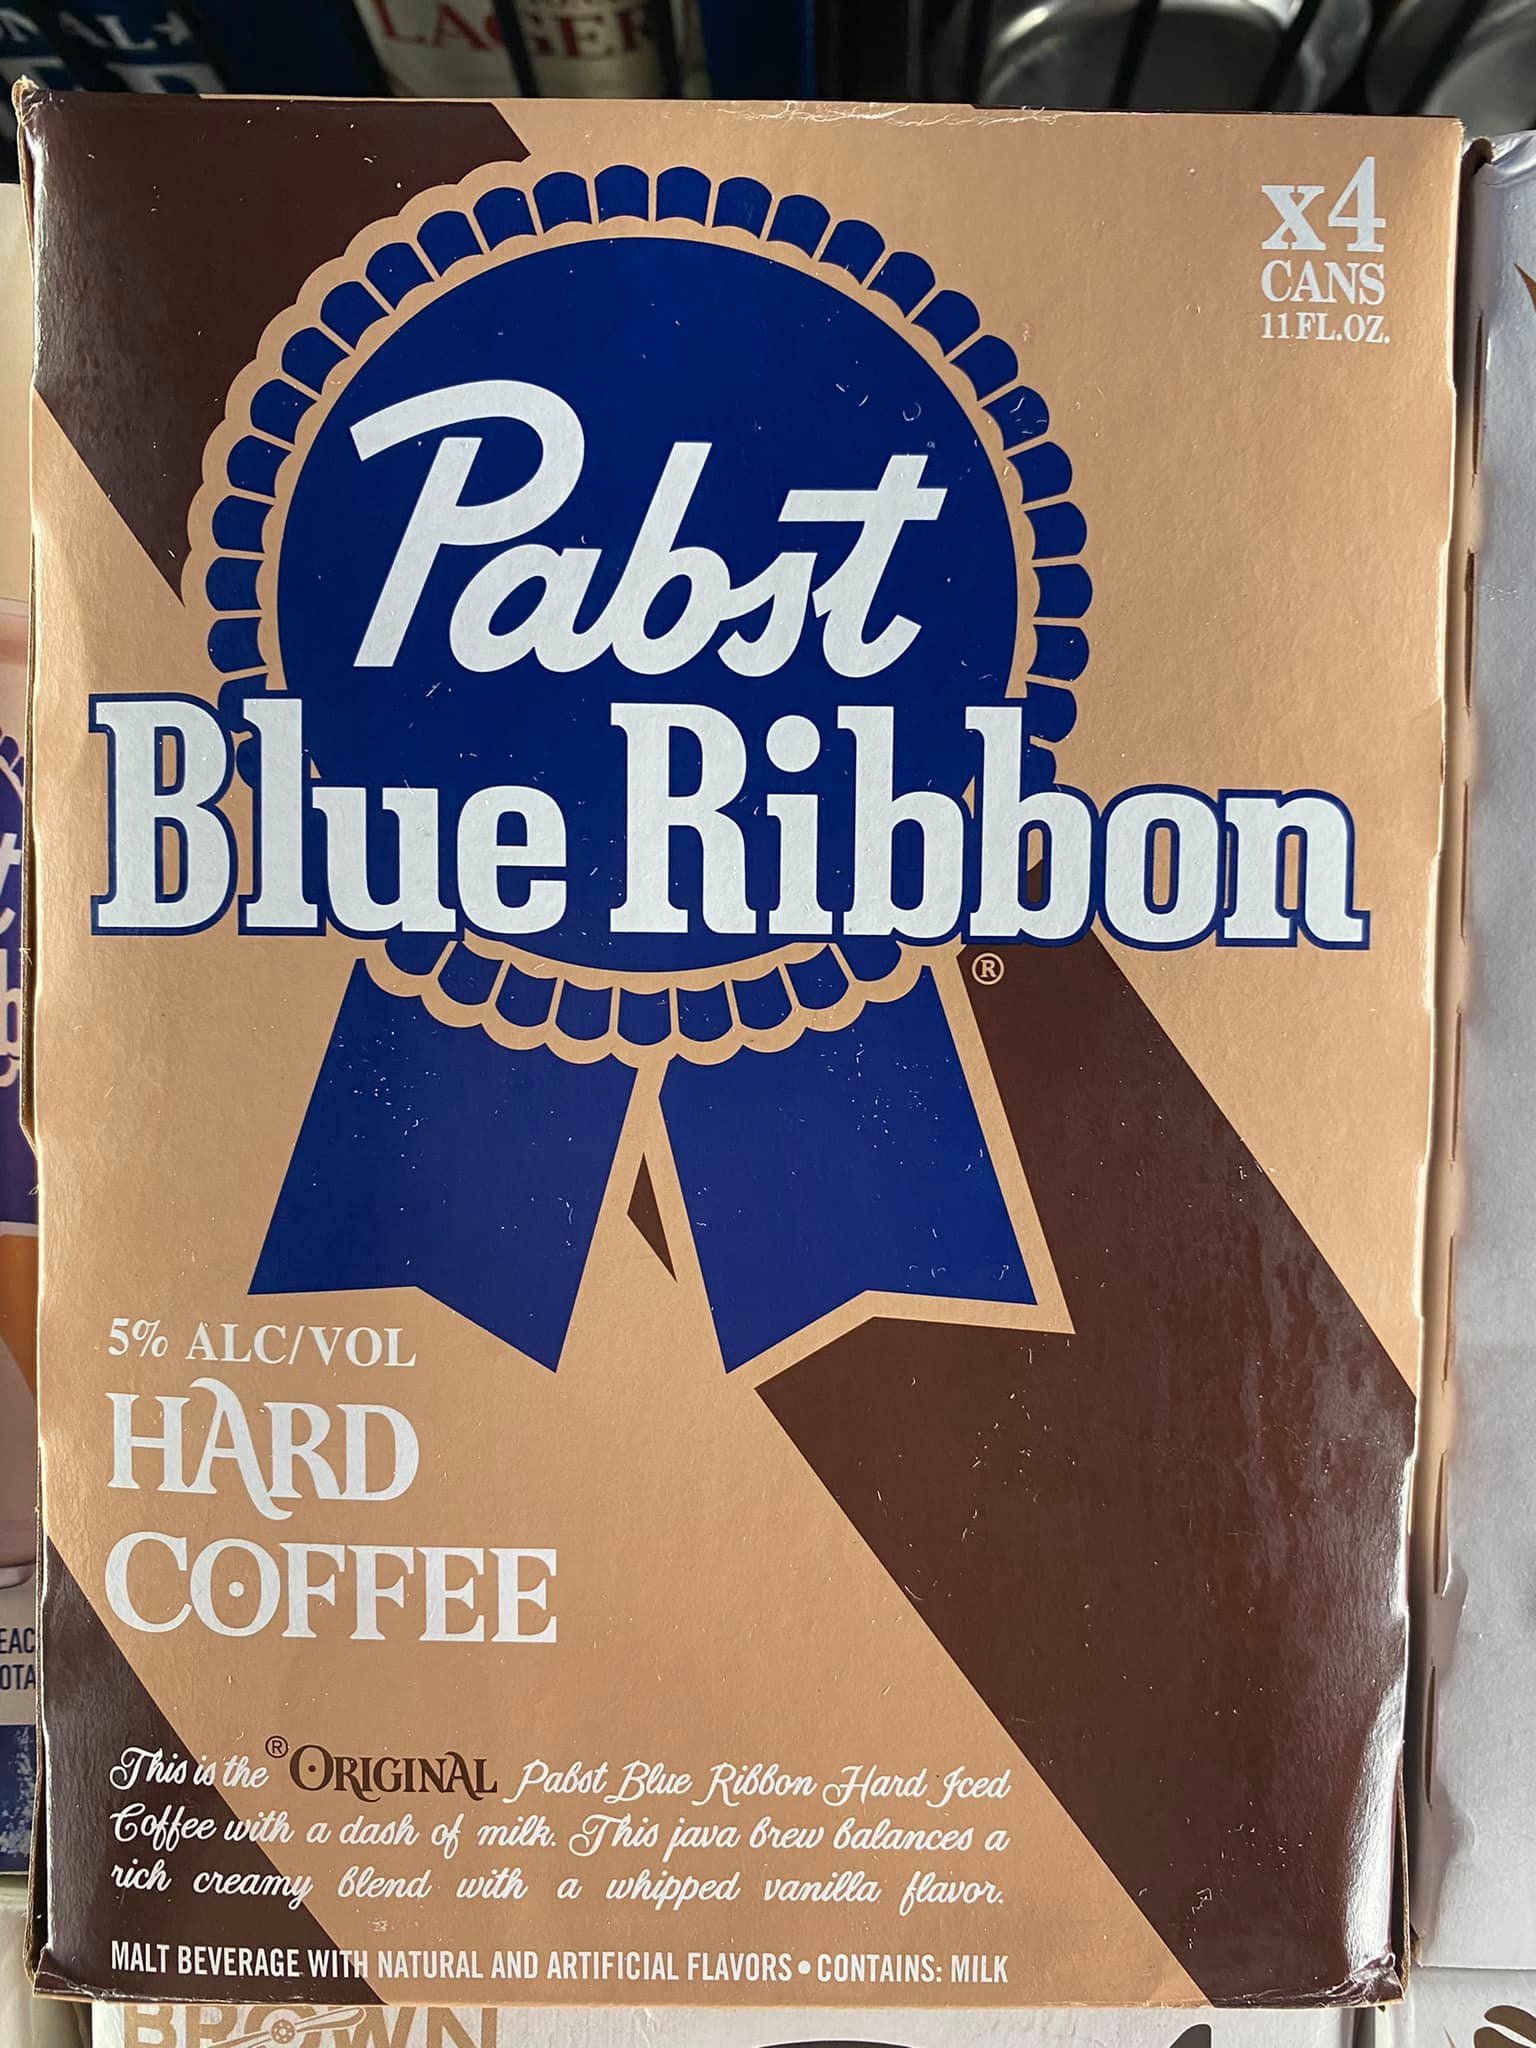 LAGER
x4
CANS
11 FL.OZ.
Pabst
Blue Ribbon
®
5% ALC/VOL
HARD
COFFEE
This is the ®ORIGINAL Pabst Blue Ribbon Hard Iced
Coffee with a dash of milk. This java brew balances a
rich creamy blend with a whipped vanilla flavor.
MALT BEVERAGE WITH NATURAL AND ARTIFICIAL FLAVORS • CONTAINS: MILK
BROWN